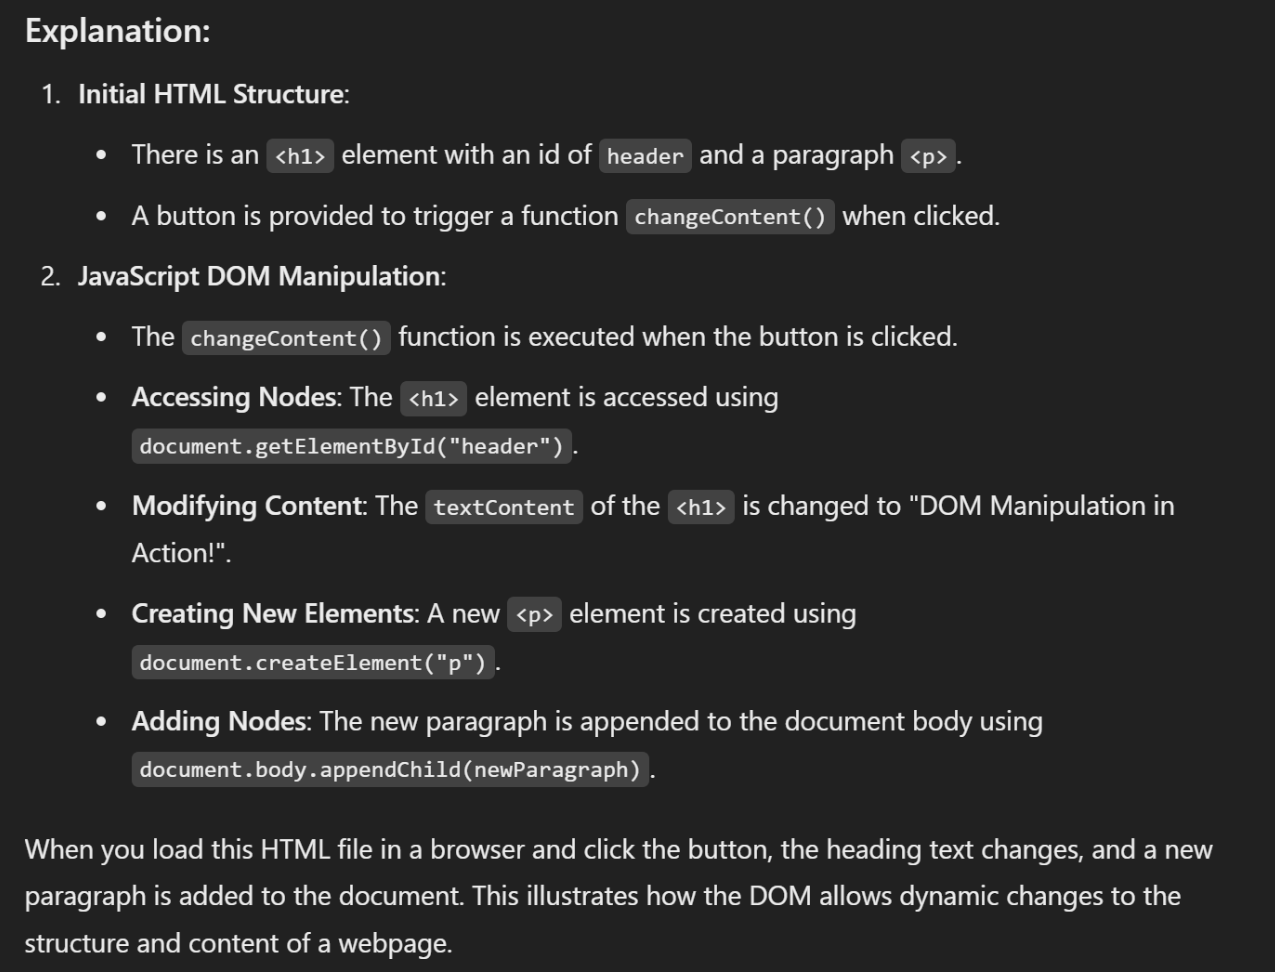 Explanation:
1. Initial HTML Structure:
• There is an <h1> element with an id of header and a paragraph <p>.
• A button is provided to trigger a function changeContent() when clicked.
2. JavaScript DOM Manipulation:
• The changeContent() function is executed when the button is clicked.
• Accessing Nodes: The <h1> element is accessed using
document.getElementById("header").
• Modifying Content: The textContent of the <h1> is changed to "DOM Manipulation in
Action!".
• Creating New Elements: A new <p> element is created using
document.createElement("p").
• Adding Nodes: The new paragraph is appended to the document body using
document.body.appendChild(newParagraph).
When you load this HTML file in a browser and click the button, the heading text changes, and a new
paragraph is added to the document. This illustrates how the DOM allows dynamic changes to the
structure and content of a webpage.